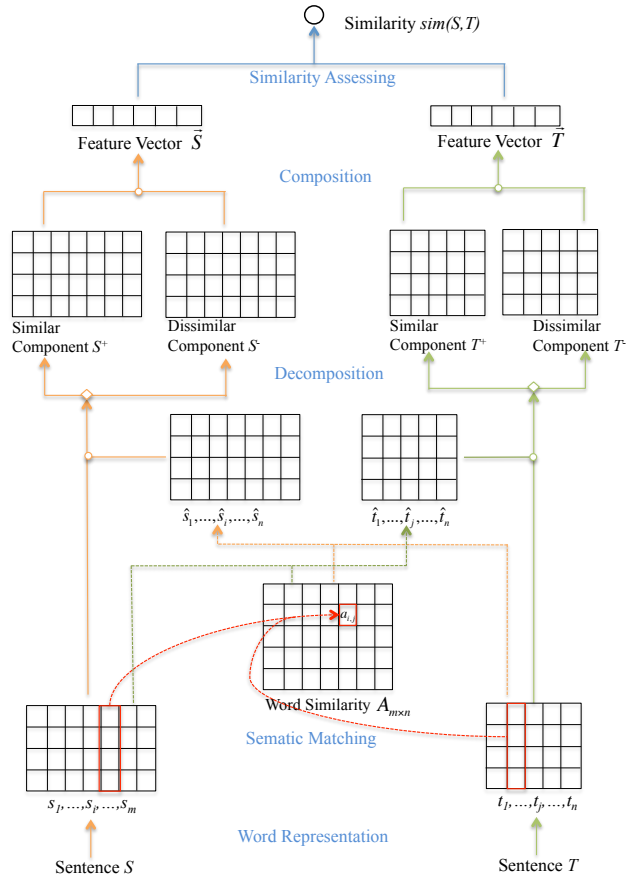 Similarity sim(S,T)
Similarity Assessing
Feature Vector S⃗
Feature Vector T⃗
Composition
Similar
Component S⁺
Dissimilar
Component S⁻
Similar
Component T⁺
Dissimilar
Component T⁻
Decomposition
ŝ₁,...,ŝᵢ,...,ŝₙ
t̂₁,...,t̂ⱼ,...,t̂ₙ
aᵢ,ⱼ
Word Similarity Aₘₓₙ
Sematic Matching
s₁,...,sᵢ,...,sₘ
t₁,...,tⱼ,...,tₙ
Word Representation
Sentence S
Sentence T